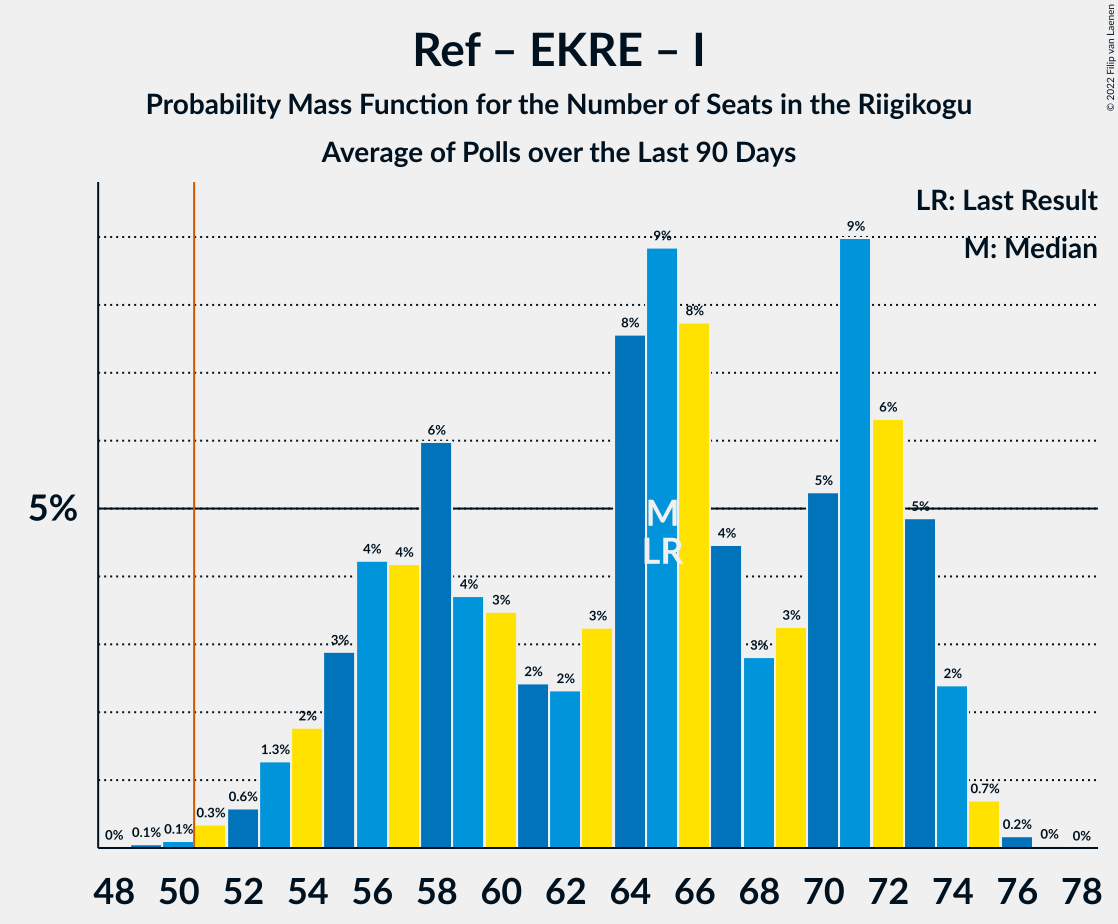 Ref – EKRE – I
Probability Mass Function for the Number of Seats in the Riigikogu
Average of Polls over the Last 90 Days
© 2022 Filip van Laenen
LR: Last Result
M: Median
5%
0% 0.1% 0.1% 0.3% 0.6% 1.3% 2% 3% 4% 4% 6% 4% 3% 2% 2% 3% 8% 9% 8% 4% 3% 3% 5% 9% 6% 5% 2% 0.7% 0.2% 0% 0%
M
LR
48 50 52 54 56 58 60 62 64 66 68 70 72 74 76 78